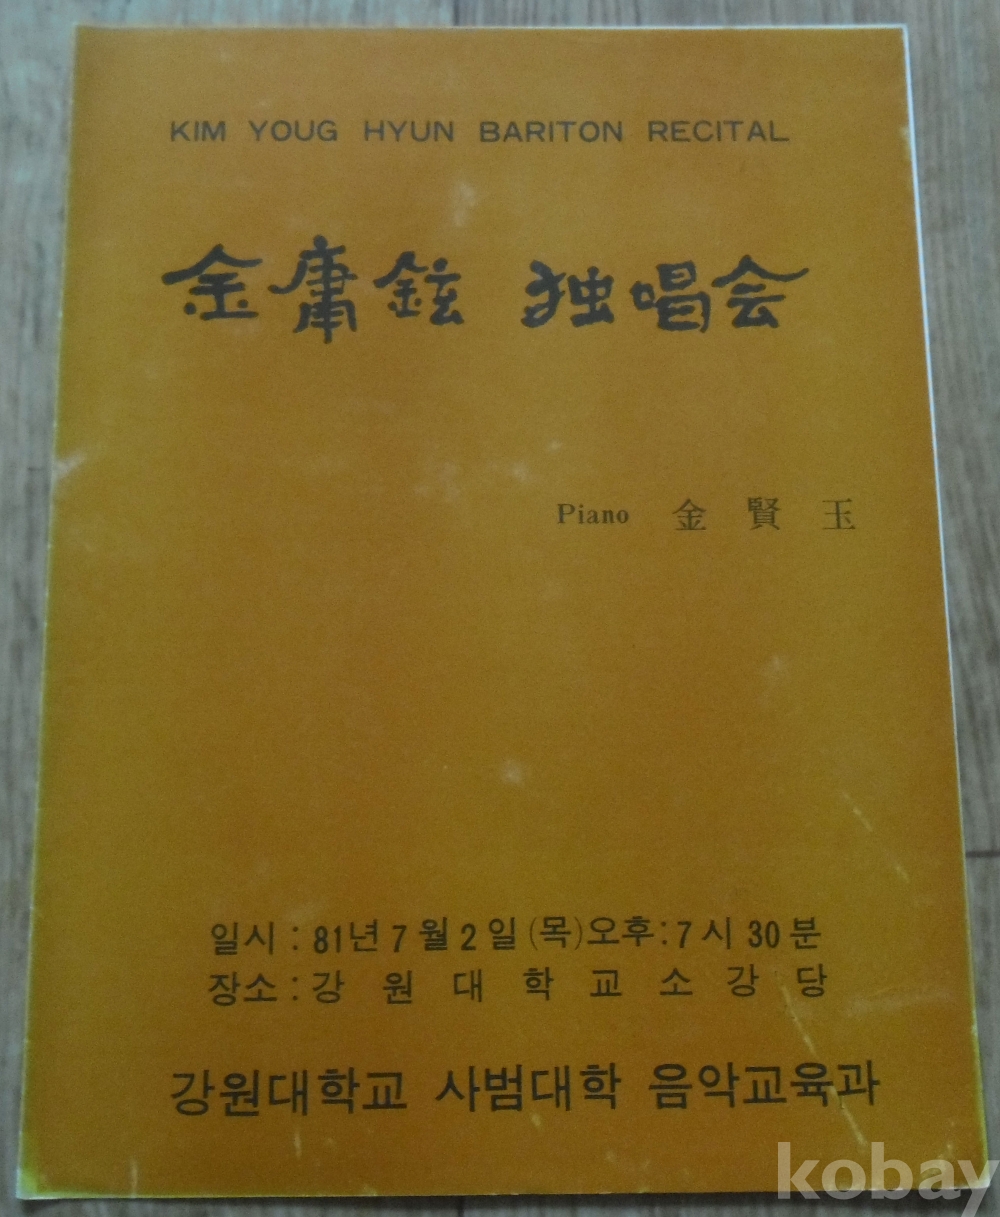 KIM YOUG HYUN BARITON RECITAL
金庸鉉 独唱会
Piano 金 賢 玉
일시 : 81년 7월 2일 (목) 오후 : 7시 30분
장소 : 강 원 대 학 교 소 강 당
강원대학교 사범대학 음악교육과
kobay